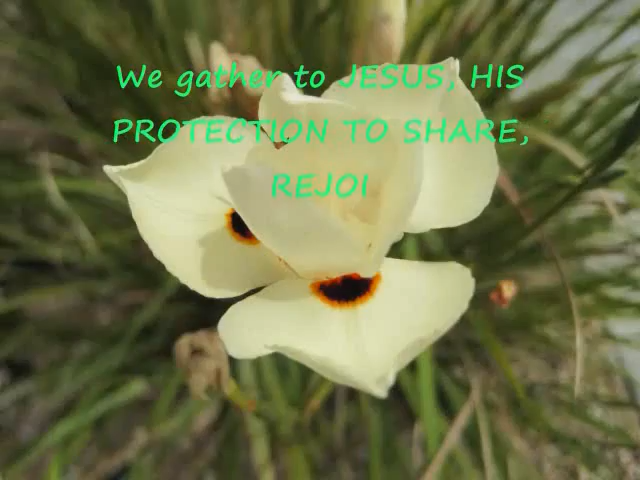 We gather to JESUS, HIS
PROTECTION TO SHARE,
REJOI